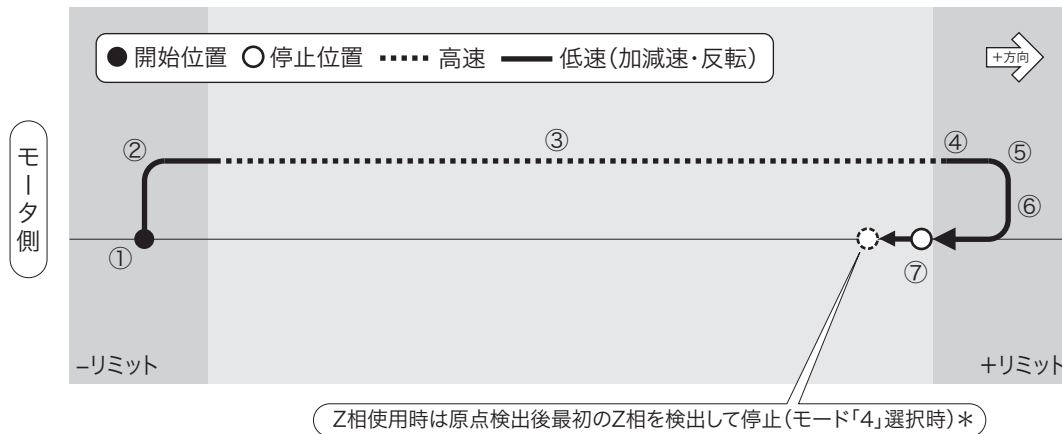 開始位置 停止位置 高速 低速(加減速・反転)
+方向
モータ側
② ③ ④ ⑤
⑥
① ⑦
−リミット +リミット
Z相使用時は原点検出後最初のZ相を検出して停止(モード「4」選択時)*